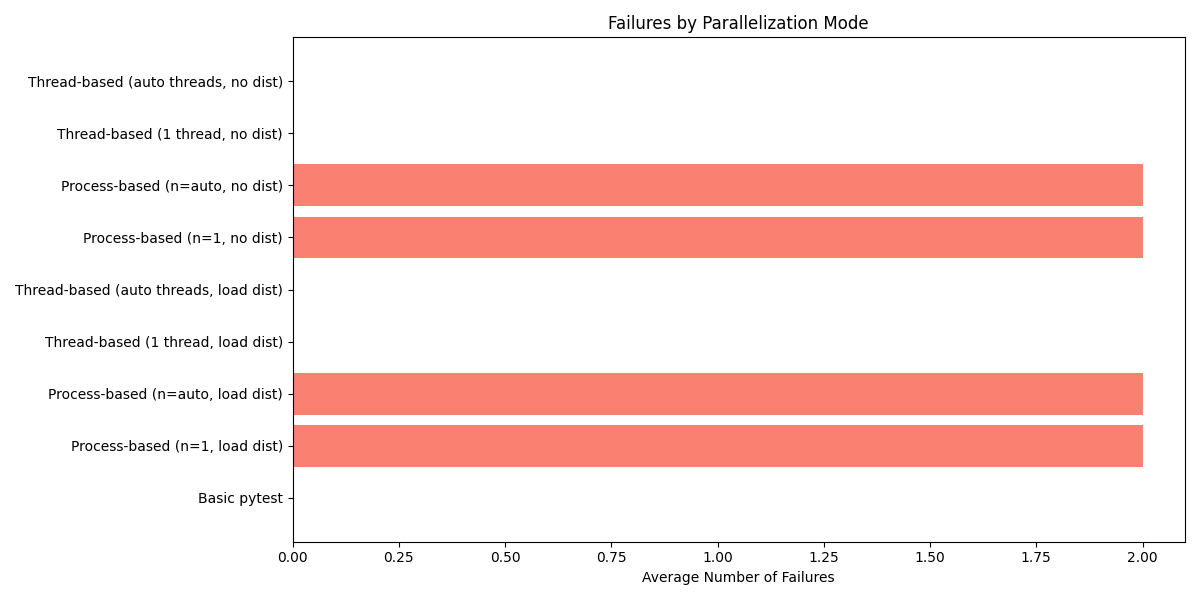 Failures by Parallelization Mode
Thread-based (auto threads, no dist)
Thread-based (1 thread, no dist)
Process-based (n=auto, no dist)
Process-based (n=1, no dist)
Thread-based (auto threads, load dist)
Thread-based (1 thread, load dist)
Process-based (n=auto, load dist)
Process-based (n=1, load dist)
Basic pytest
0.00 0.25 0.50 0.75 1.00 1.25 1.50 1.75 2.00
Average Number of Failures